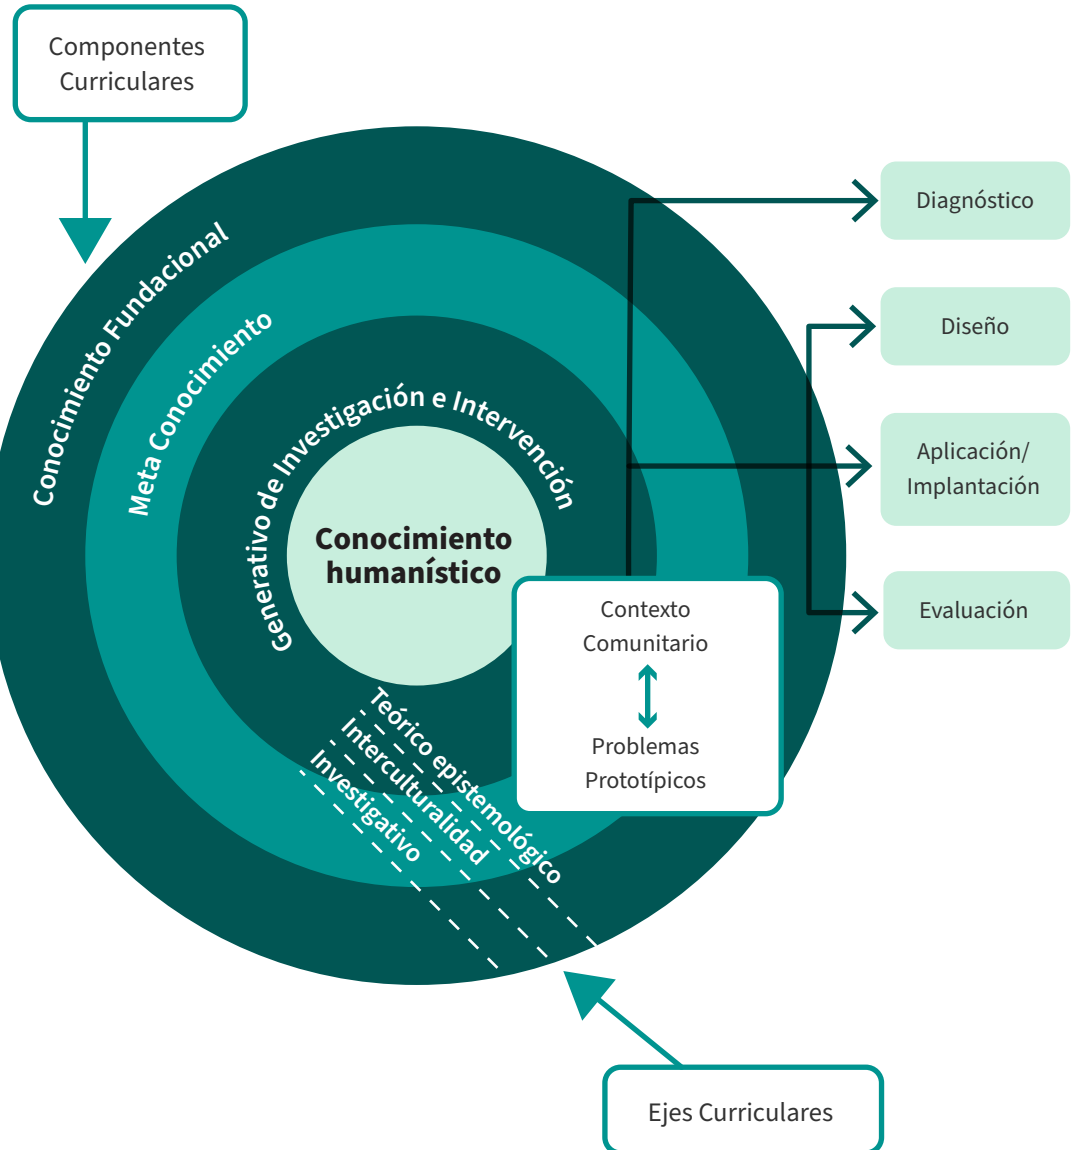 Componentes
Curriculares
Conocimiento Fundacional
Meta Conocimiento
Generativo de Investigación e Intervención
Conocimiento
humanístico
Diagnóstico
Diseño
Aplicación/
Implantación
Evaluación
Contexto
Comunitario
Problemas
Prototípicos
Teórico epistemológico
Interculturalidad
Investigativo
Ejes Curriculares